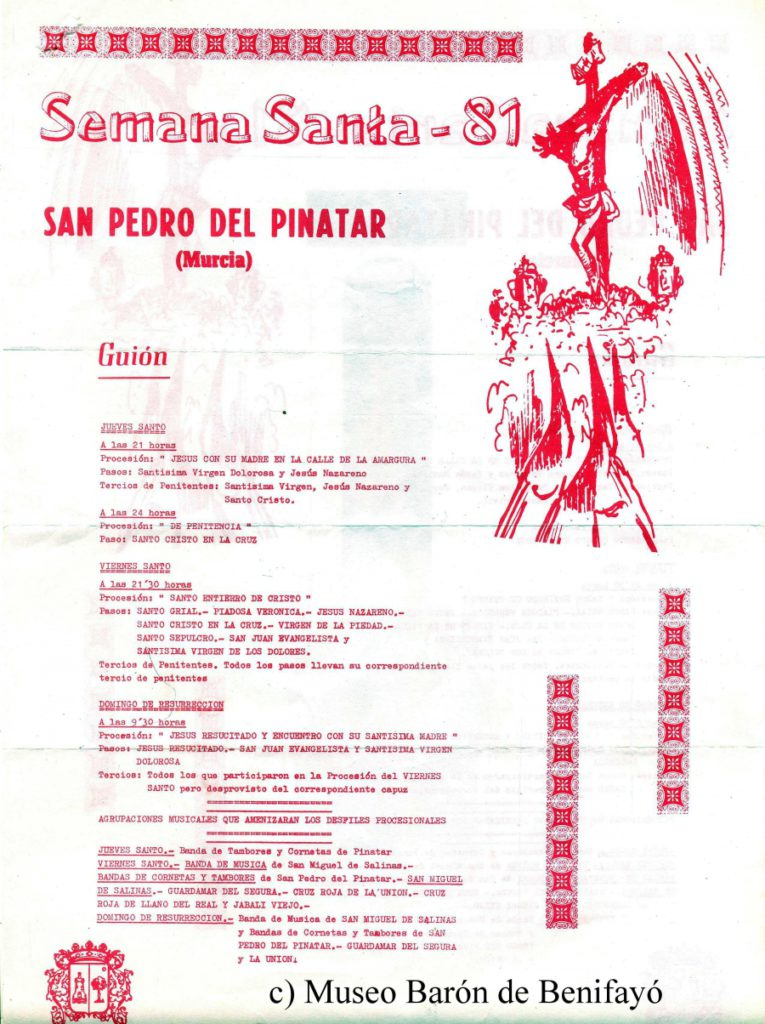 Semana Santa - 81
SAN PEDRO DEL PINATAR
(Murcia)
Guión
JUEVES SANTO
A las 21 horas
Procesión: " JESUS CON SU MADRE EN LA CALLE DE LA AMARGURA "
Pasos: Santisima Virgen Dolorosa y Jesús Nazareno
Tercios de Penitentes: Santisima Virgen, Jesús Nazareno y
Santo Cristo.
A las 24 horas
Procesión: " DE PENITENCIA "
Paso: SANTO CRISTO EN LA CRUZ
VIERNES SANTO
A las 21'30 horas
Procesión: " SANTO ENTIERRO DE CRISTO "
Pasos: SANTO GRIAL.- PIADOSA VERONICA.- JESUS NAZARENO.-
SANTO CRISTO EN LA CRUZ.- VIRGEN DE LA PIEDAD.-
SANTO SEPULCRO.- SAN JUAN EVANGELISTA y
SANTISIMA VIRGEN DE LOS DOLORES.
Tercios de Penitentes. Todos los pasos llevan su correspondiente
tercio de penitentes
DOMINGO DE RESURRECCION
A las 9'30 horas
Procesión: " JESUS RESUCITADO Y ENCUENTRO CON SU SANTISIMA MADRE "
Pasos: JESUS RESUCITADO.- SAN JUAN EVANGELISTA Y SANTISIMA VIRGEN
DOLOROSA
Tercios: Todos los que participaron en la Procesión del VIERNES
SANTO pero desprovisto del correspondiente capuz
AGRUPACIONES MUSICALES QUE AMENIZARAN LOS DESFILES PROCESIONALES
JUEVES SANTO.- Banda de Tambores y Cornetas de Pinatar
VIERNES SANTO.- BANDA DE MUSICA de San Miguel de Salinas.-
BANDAS DE CORNETAS Y TAMBORES de San Pedro del Pinatar.- SAN MIGUEL
DE SALINAS.- GUARDAMAR DEL SEGURA.- CRUZ ROJA DE LA UNION.- CRUZ
ROJA DE LLANO DEL REAL Y JABALI VIEJO.-
DOMINGO DE RESURRECCION.- Banda de Musica de SAN MIGUEL DE SALINAS
y Bandas de Cornetas y Tambores de SAN
PEDRO DEL PINATAR.- GUARDAMAR DEL SEGURA
y LA UNION.
c) Museo Barón de Benifayó